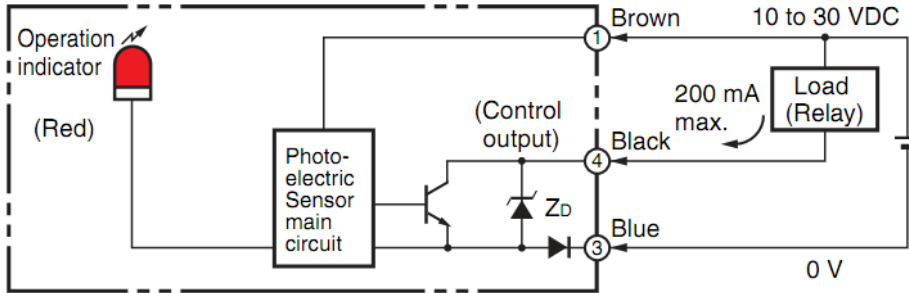 Operation
indicator
(Red)
Photo-
electric
Sensor
main
circuit
(Control
output)
ZD
1
Brown
4
Black
3
Blue
10 to 30 VDC
200 mA
max.
Load
(Relay)
0 V